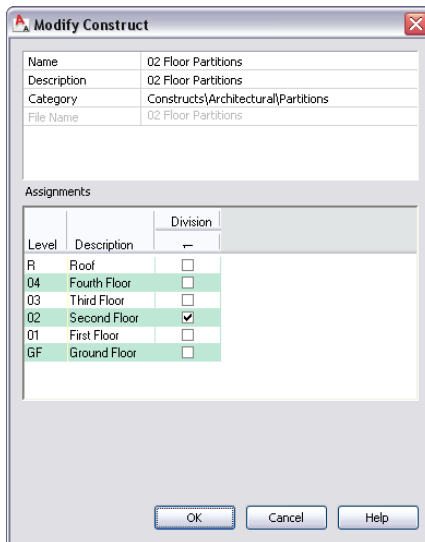 Modify Construct
Name 02 Floor Partitions
Description 02 Floor Partitions
Category Constructs\Architectural\Partitions
File Name 02 Floor Partitions
Assignments
Division
Level Description 1
R Roof
04 Fourth Floor
03 Third Floor
02 Second Floor
01 First Floor
GF Ground Floor
OK Cancel Help